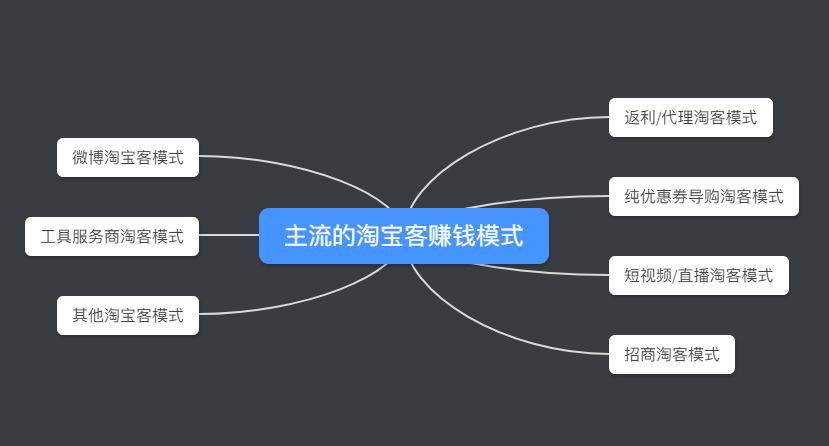 主流的淘宝客赚钱模式
返利/代理淘客模式
纯优惠券导购淘客模式
短视频/直播淘客模式
招商淘客模式
微博淘宝客模式
工具服务商淘客模式
其他淘宝客模式